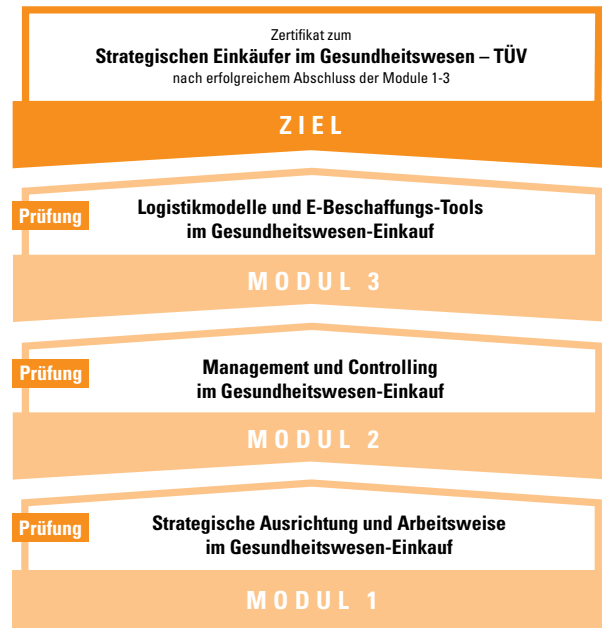 Zertifikat zum
Strategischen Einkäufer im Gesundheitswesen – TÜV
nach erfolgreichem Abschluss der Module 1-3
ZIEL
Prüfung
Logistikmodelle und E-Beschaffungs-Tools
im Gesundheitswesen-Einkauf
MODUL 3
Prüfung
Management und Controlling
im Gesundheitswesen-Einkauf
MODUL 2
Prüfung
Strategische Ausrichtung und Arbeitsweise
im Gesundheitswesen-Einkauf
MODUL 1